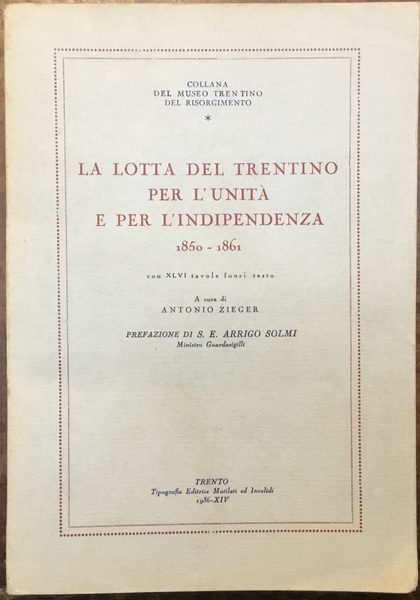 COLLANA
DEL MUSEO TRENTINO
DEL RISORGIMENTO
*
LA LOTTA DEL TRENTINO
PER L'UNITÀ
E PER L'INDIPENDENZA
1850 - 1861
con XLVI tavole fuori testo
A cura di
ANTONIO ZIEGER
PREFAZIONE DI S. E. ARRIGO SOLMI
Ministro Guardasigilli
TRENTO
Tipografia Editrice Mutilati ed Invalidi
1936-XIV